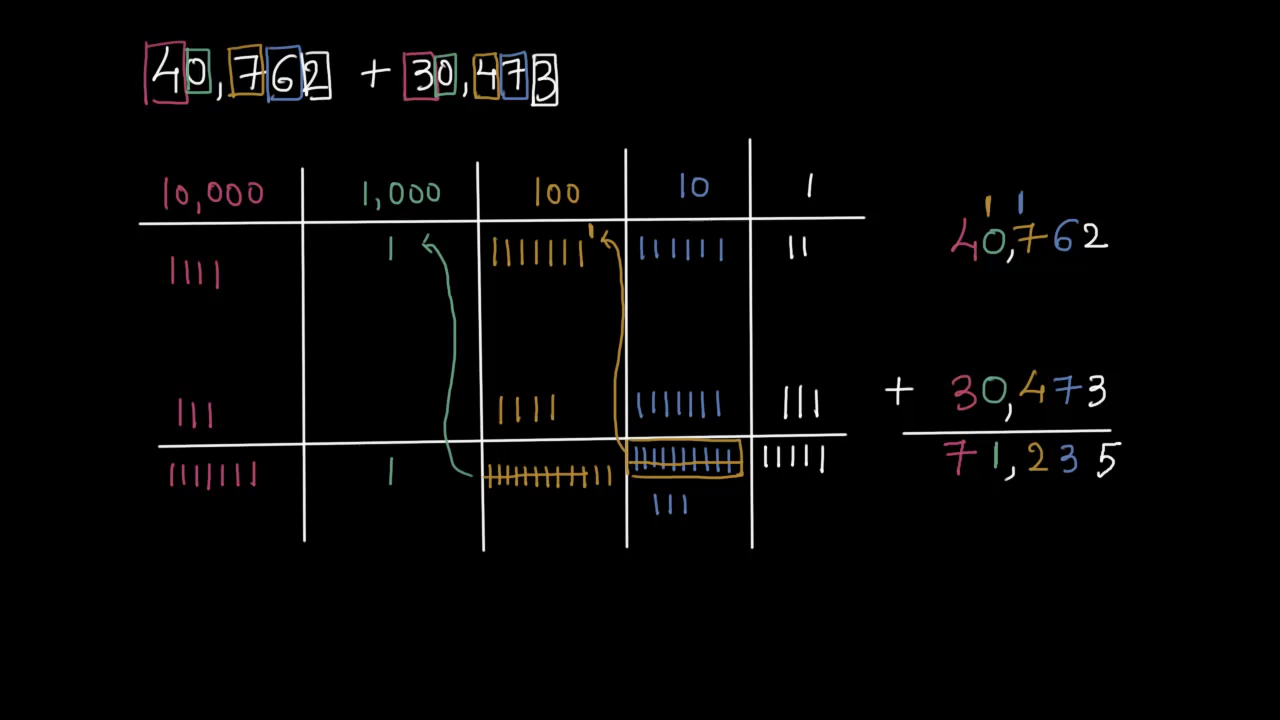 40,762 + 30,473
10,000 1,000 100 10 1
1 1
40,762
+ 30,473
71,235